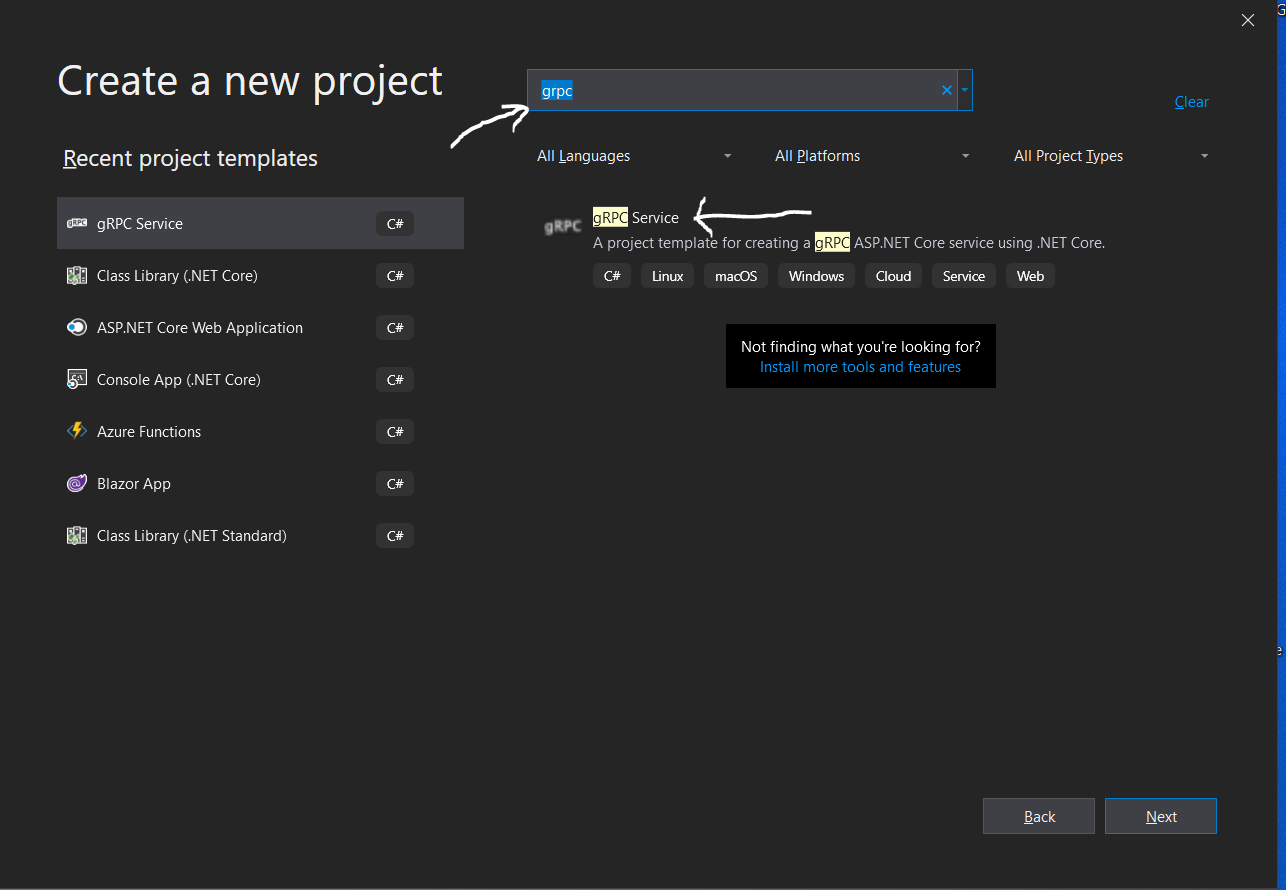 Create a new project
grpc
Clear
Recent project templates
All Languages
All Platforms
All Project Types
gRPC gRPC Service C#
Class Library (.NET Core) C#
ASP.NET Core Web Application C#
Console App (.NET Core) C#
Azure Functions C#
Blazor App C#
Class Library (.NET Standard) C#
gRPC gRPC Service
A project template for creating a gRPC ASP.NET Core service using .NET Core.
C# Linux macOS Windows Cloud Service Web
Not finding what you're looking for?
Install more tools and features
Back
Next